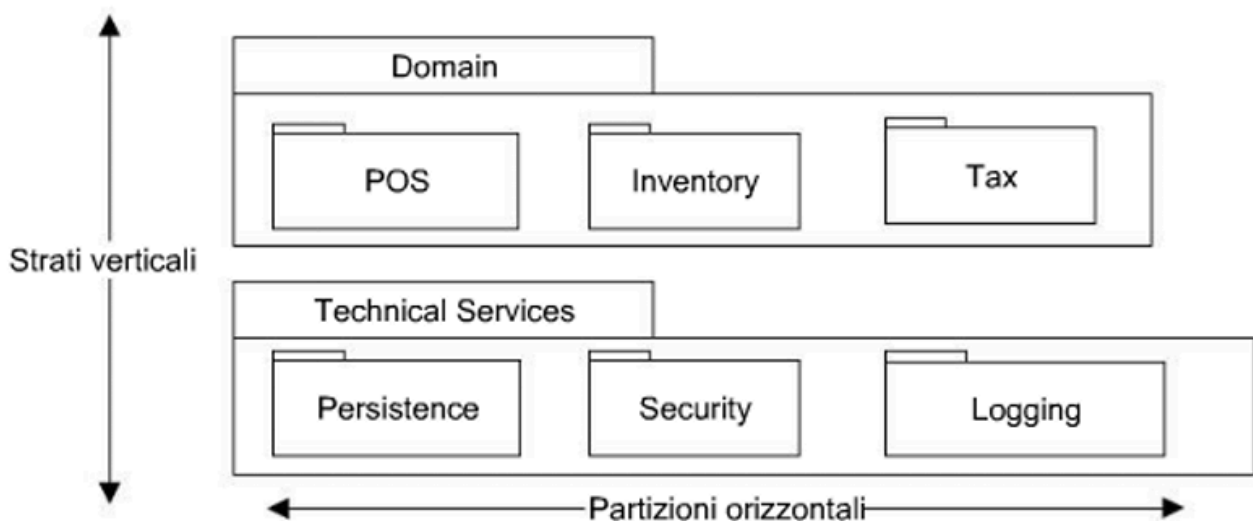 Domain
POS
Inventory
Tax
Strati verticali
Technical Services
Persistence
Security
Logging
Partizioni orizzontali